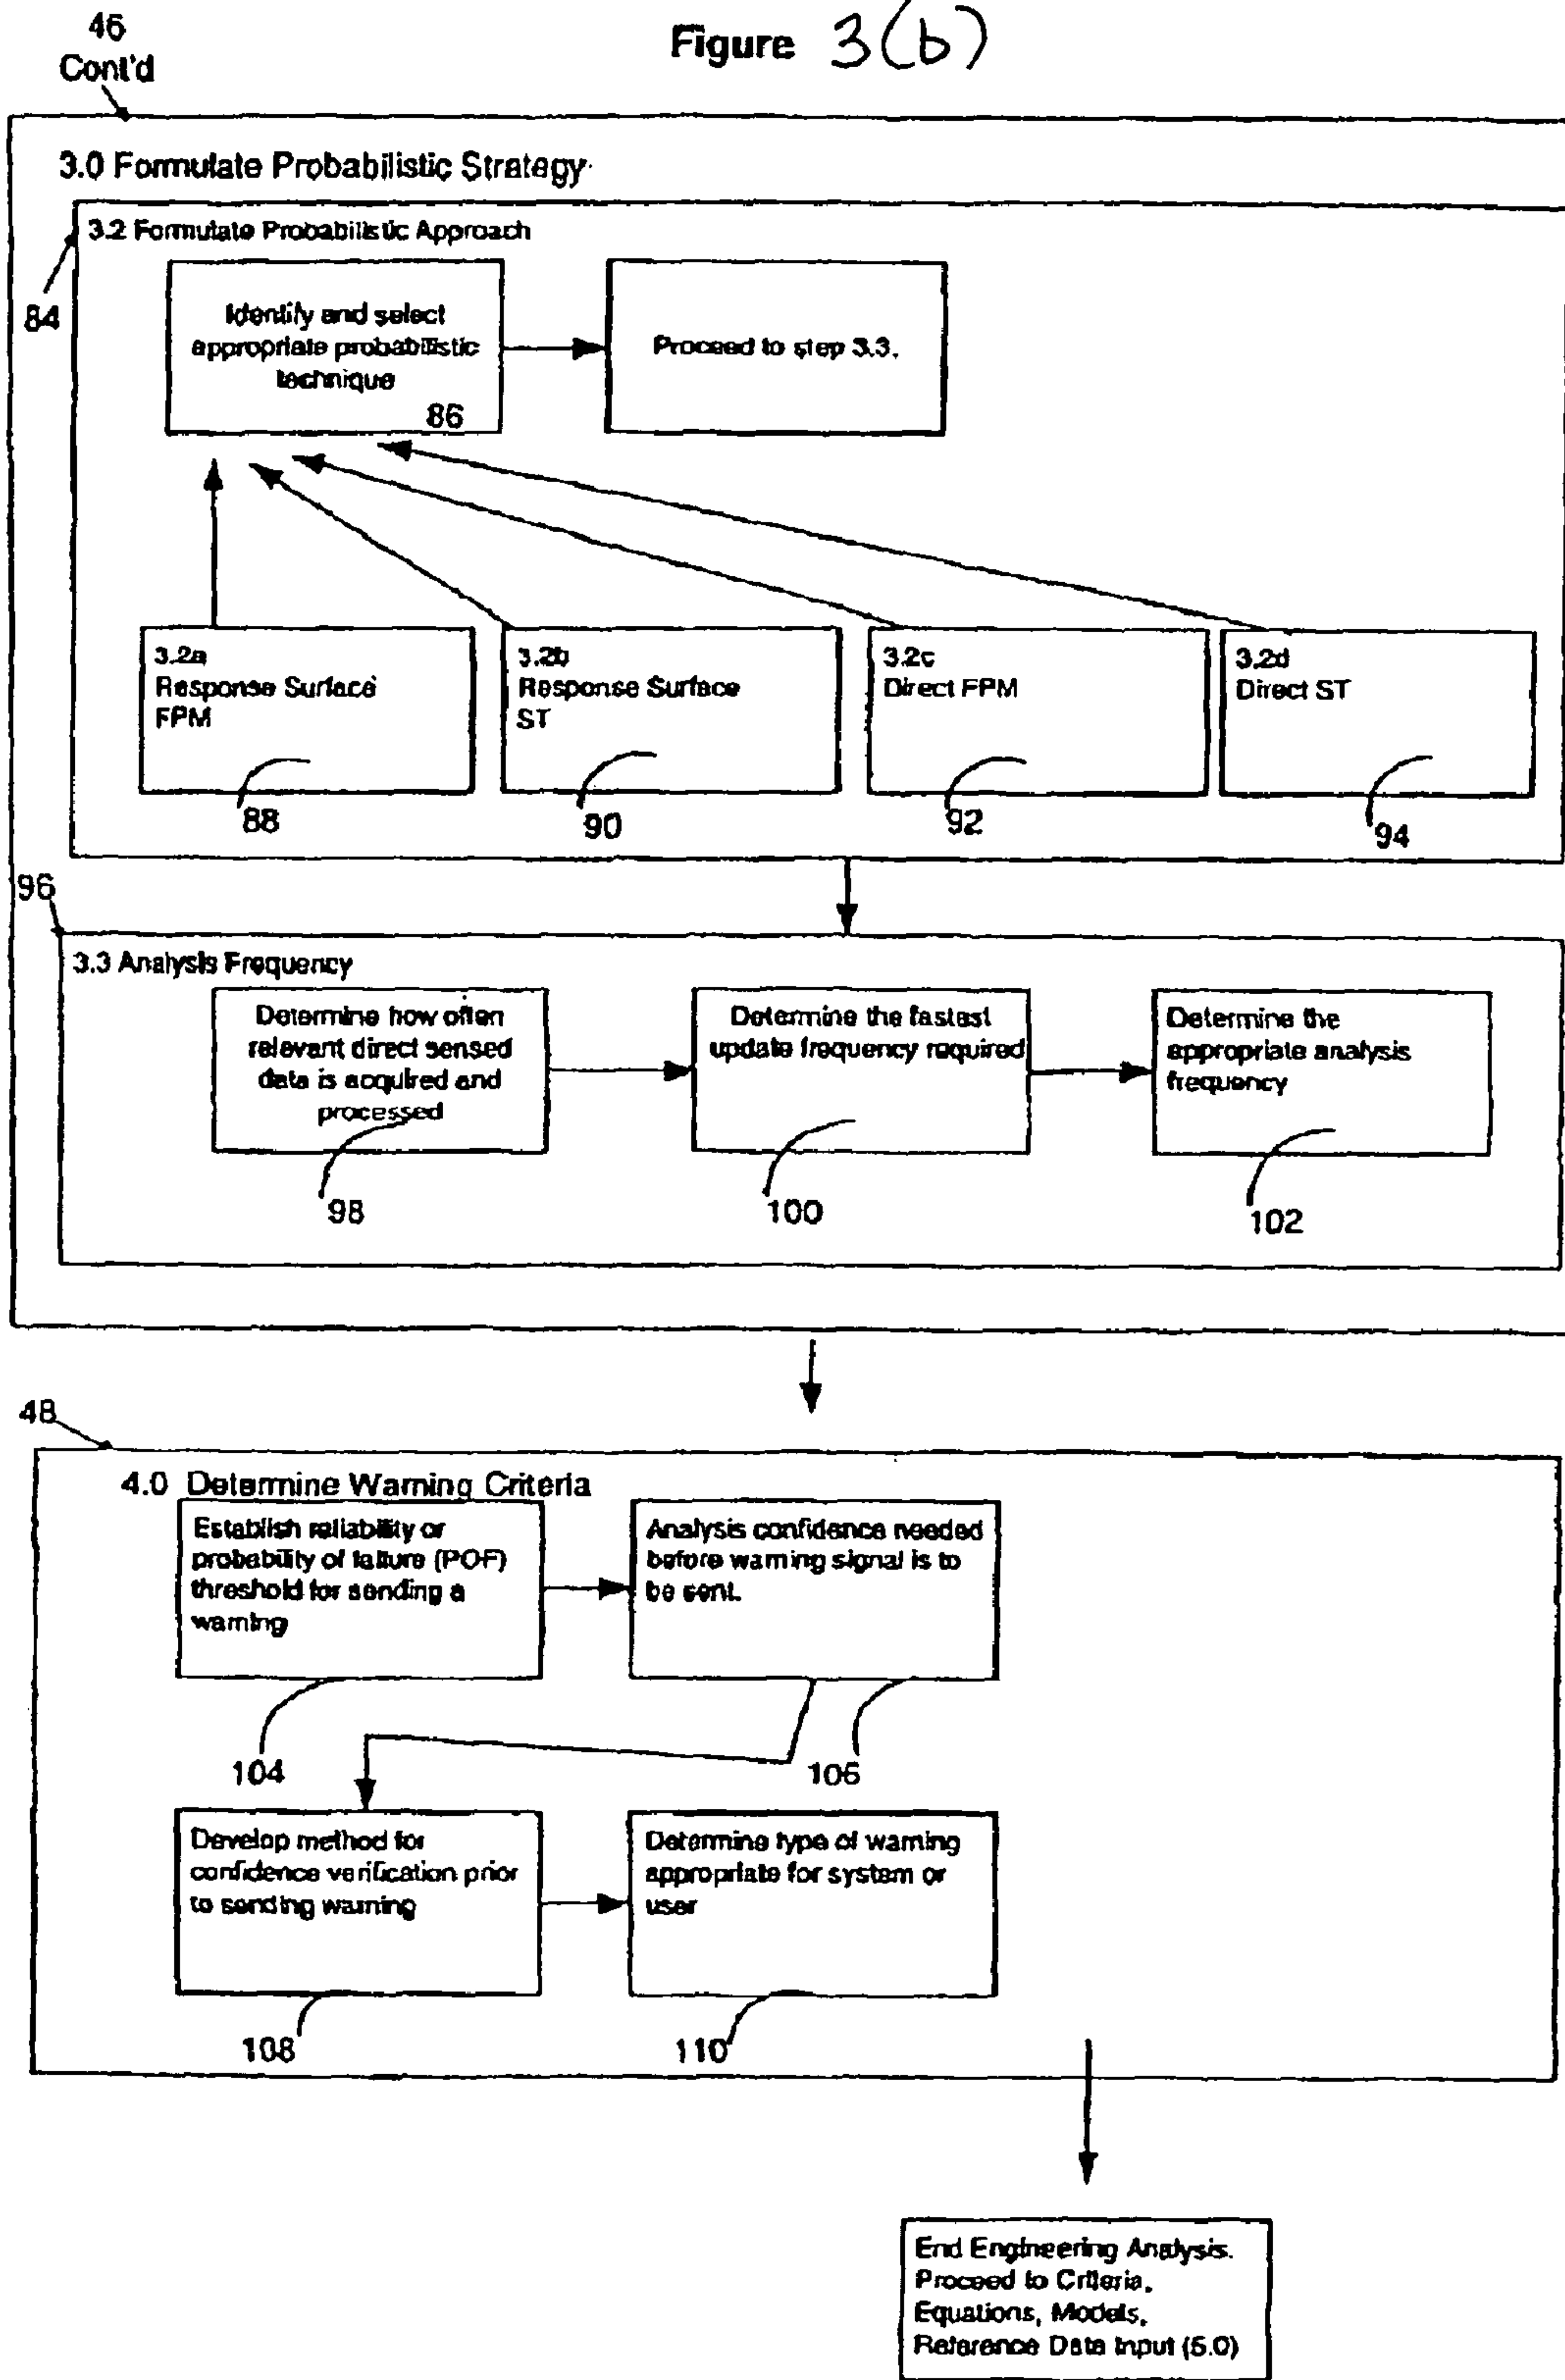 46
Cont'd
Figure 3(b)
3.0 Formulate Probabilistic Strategy
3.2 Formulate Probabilistic Approach
84
Identify and select
appropriate probabilistic
technique
86
Proceed to step 3.3.
3.2a
Response Surface
FPM
88
3.2b
Response Surface
ST
90
3.2c
Direct FPM
92
3.2d
Direct ST
94
96
3.3 Analysis Frequency
Determine how often
relevant direct sensed
data is acquired and
processed
98
Determine the fastest
update frequency required
100
Determine the
appropriate analysis
frequency
102
48
4.0 Determine Warning Criteria
Establish reliability or
probability of failure (POF)
threshold for sending a
warning
104
Analysis confidence needed
before warning signal is to
be sent.
106
Develop method for
confidence verification prior
to sending warning
108
Determine type of warning
appropriate for system or
user
110
End Engineering Analysis.
Proceed to Criteria,
Equations, Models,
Reference Data Input (5.0)